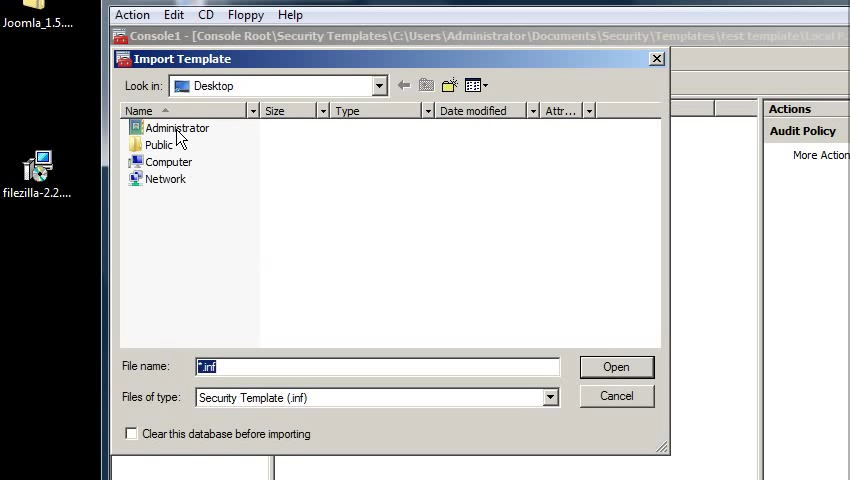 Joomla_1.5....
Action Edit CD Floppy Help
Console1 - [Console Root\Security Templates\C:\Users\Administrator\Documents\Security\Templates\test template\Local P
Import Template
Look in: Desktop
Name Size Type Date modified Attr...
Administrator
Public
Computer
Network
filezilla-2.2....
Actions
Audit Policy
More Action
File name: *.inf Open
Files of type: Security Template (.inf) Cancel
Clear this database before importing